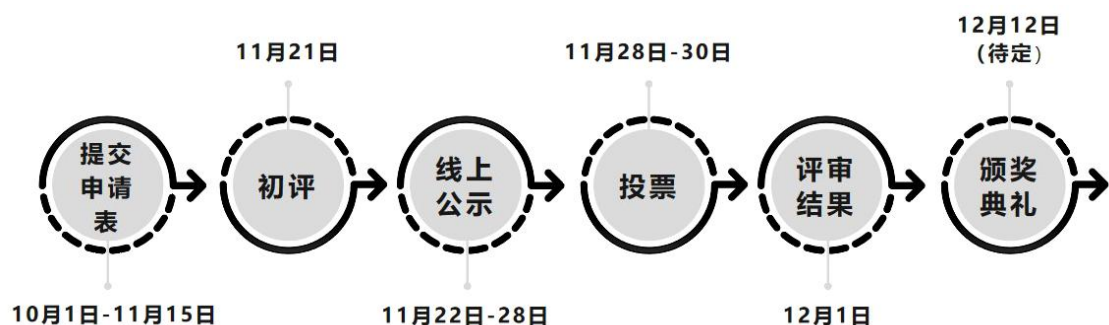 提交
申请
表
10月1日-11月15日
11月21日
初评
线上
公示
11月22日-28日
11月28日-30日
投票
评审
结果
12月1日
12月12日
(待定)
颁奖
典礼